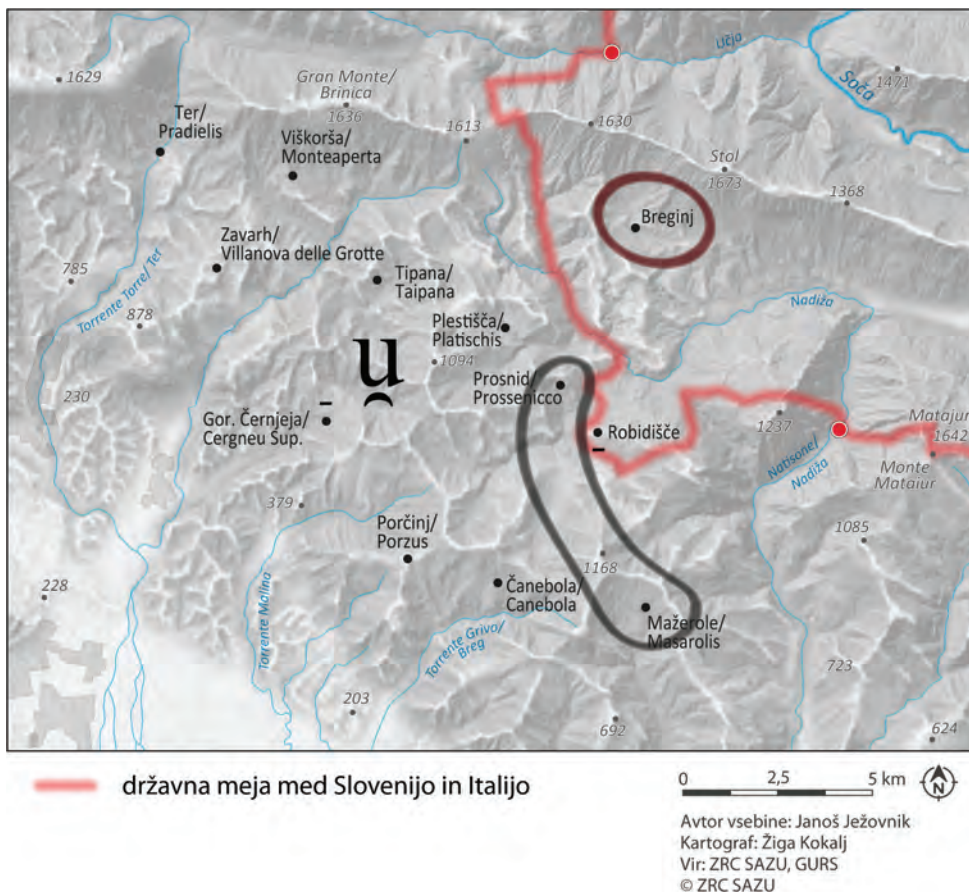 Učja
1629
Gran Monte/
Brinica
1636
1471
Soča
Ter/
Pradielis
1613
1630
Viškorša/
Monteaperta
Stol
1673
1368
Breginj
Zavarh/
Villanova delle Grotte
785
Tipana/
Taipana
Torrente Torre/Ter
Nadiža
878
Plestišča/
Platischis
u̯
1094
Prosnid/
Prossenicco
230
–
Gor. Černjeja/
Cergneu Sup.
1237
Robidišče
–
Matajur
1642
Monte
Mataiur
Natisone/
Nadiža
379
Porčinj/
Porzus
1085
1168
Čanebola/
Canebola
228
Torrente Malina
Mažerole/
Masarolis
Torrente Grivò/
Breg
723
203
692
624
državna meja med Slovenijo in Italijo
0 2,5 5 km
N
Avtor vsebine: Janoš Ježovnik
Kartograf: Žiga Kokalj
Vir: ZRC SAZU, GURS
© ZRC SAZU